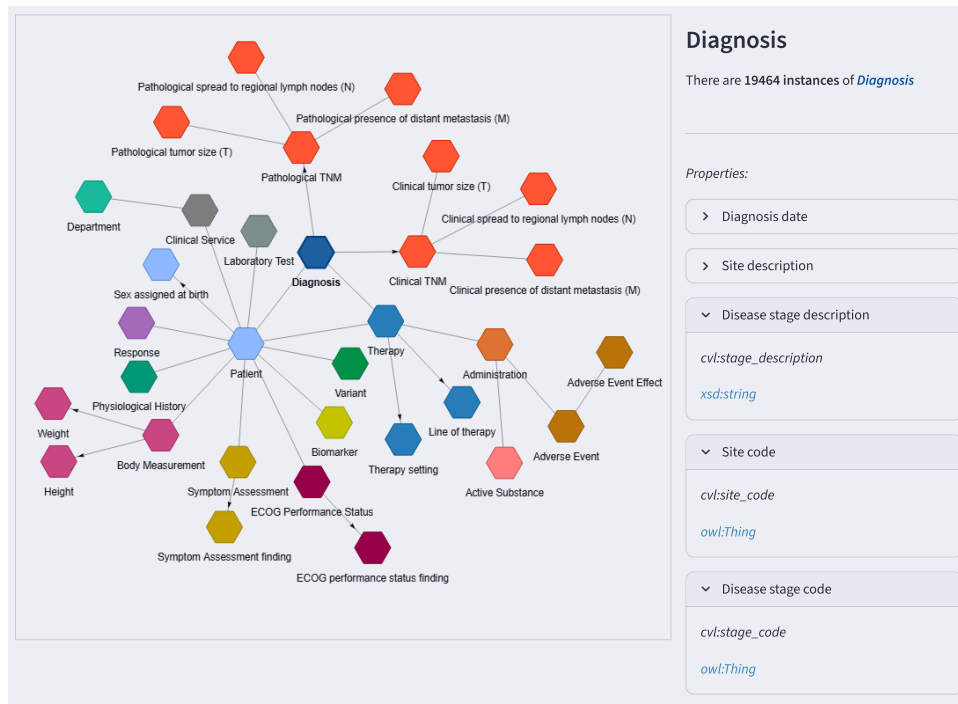 Pathological spread to regional lymph nodes (N)
Pathological presence of distant metastasis (M)
Pathological tumor size (T)
Pathological TNM
Clinical tumor size (T)
Clinical spread to regional lymph nodes (N)
Department
Clinical Service
Laboratory Test
Diagnosis
Clinical TNM
Clinical presence of distant metastasis (M)
Sex assigned at birth
Response
Patient
Therapy
Administration
Adverse Event Effect
Physiological History
Variant
Weight
Line of therapy
Biomarker
Adverse Event
Body Measurement
Therapy setting
Height
Symptom Assessment
Active Substance
ECOG Performance Status
Symptom Assessment finding
ECOG performance status finding
Diagnosis
There are 19464 instances of Diagnosis
Properties:
Diagnosis date
Site description
Disease stage description
cvl:stage_description
xsd:string
Site code
cvl:site_code
owl:Thing
Disease stage code
cvl:stage_code
owl:Thing